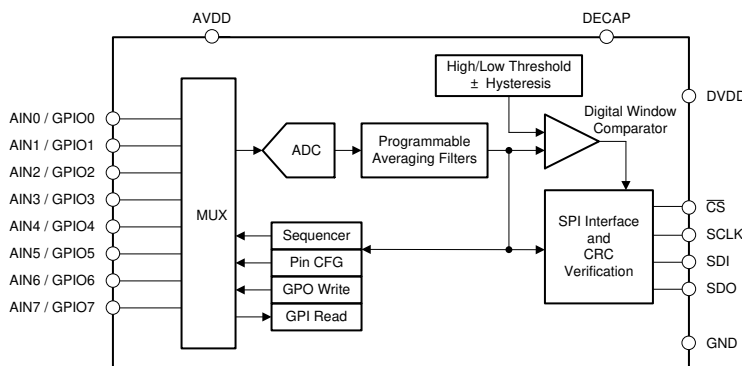 AVDD
DECAP
High/Low Threshold
± Hysteresis
DVDD
AIN0 / GPIO0
AIN1 / GPIO1
AIN2 / GPIO2
AIN3 / GPIO3
AIN4 / GPIO4
AIN5 / GPIO5
AIN6 / GPIO6
AIN7 / GPIO7
MUX
ADC
Programmable
Averaging Filters
Digital Window
Comparator
Sequencer
Pin CFG
GPO Write
GPI Read
SPI Interface
and
CRC
Verification
CS
SCLK
SDI
SDO
GND